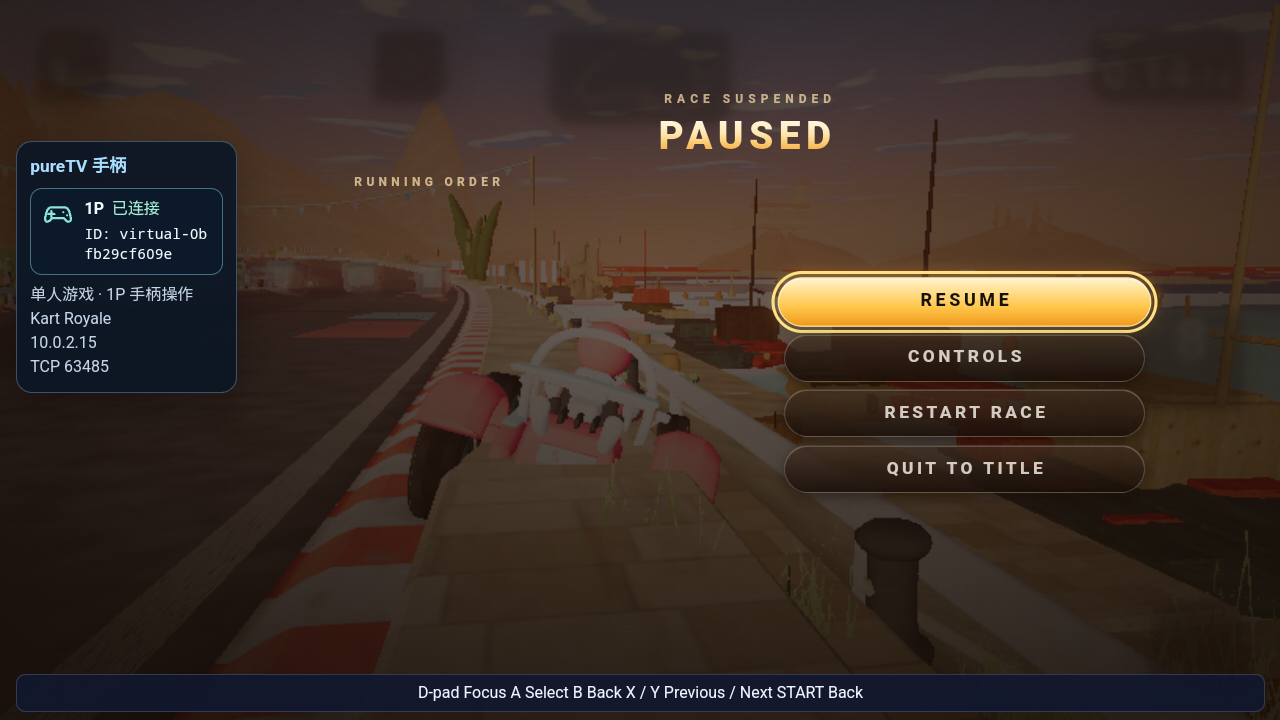 RACE SUSPENDED
PAUSED
RUNNING ORDER
pureTV 手柄
1P 已连接
ID: virtual-0b
fb29cf609e
单人游戏 · 1P 手柄操作
Kart Royale
10.0.2.15
TCP 63485
RESUME
CONTROLS
RESTART RACE
QUIT TO TITLE
D-pad Focus A Select B Back X / Y Previous / Next START Back